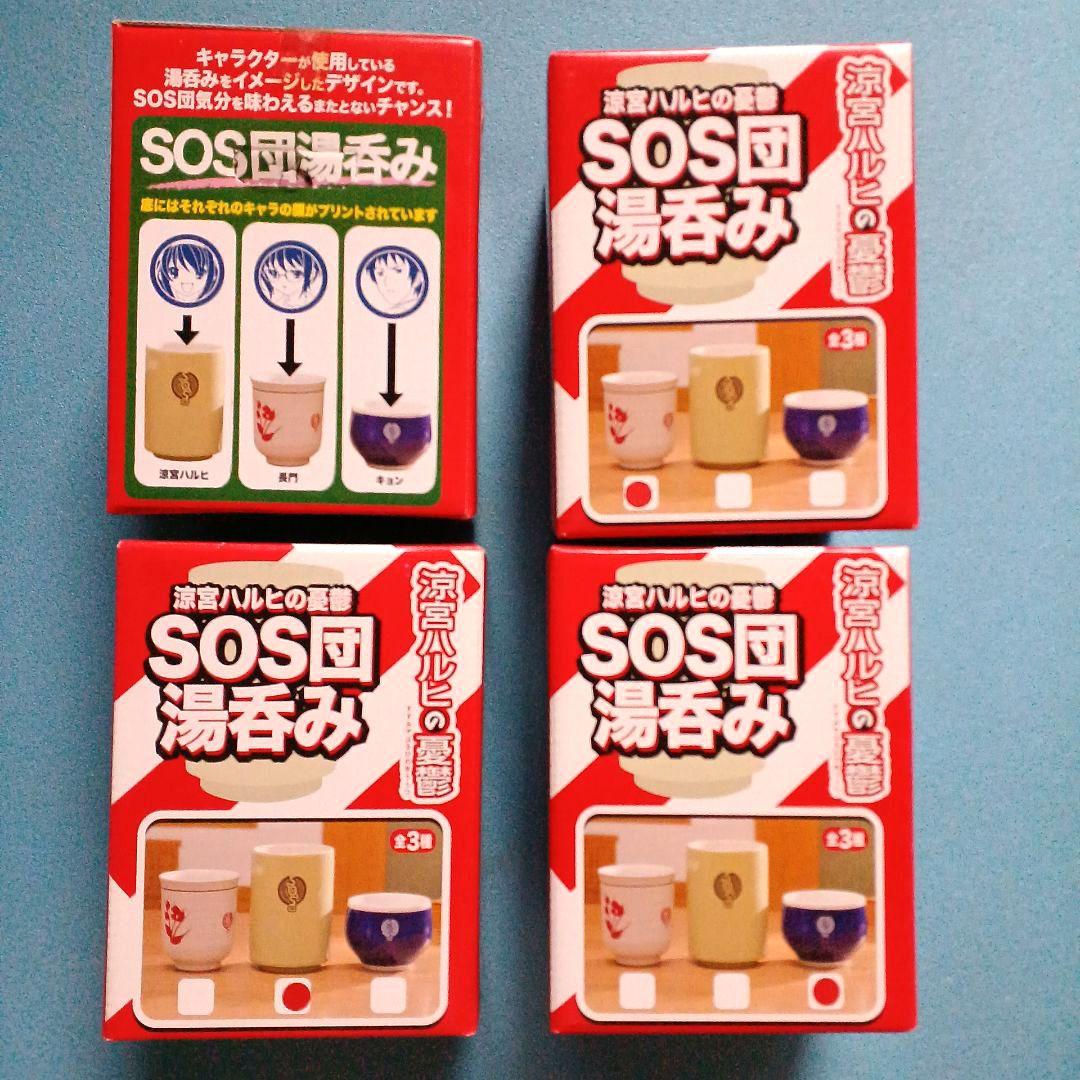 キャラクターが使用している
湯呑みをイメージしたデザインです。
SOS団気分を味わえるまたとないチャンス！
SOS団湯呑み
底にはそれぞれのキャラの顔がプリントされています
涼宮ハルヒ
長門
キョン
涼宮ハルヒの憂鬱
SOS団
湯呑み
涼宮ハルヒの憂鬱
全3種
涼宮ハルヒの憂鬱
SOS団
湯呑み
涼宮ハルヒの憂鬱
全3種
涼宮ハルヒの憂鬱
SOS団
湯呑み
涼宮ハルヒの憂鬱
全3種